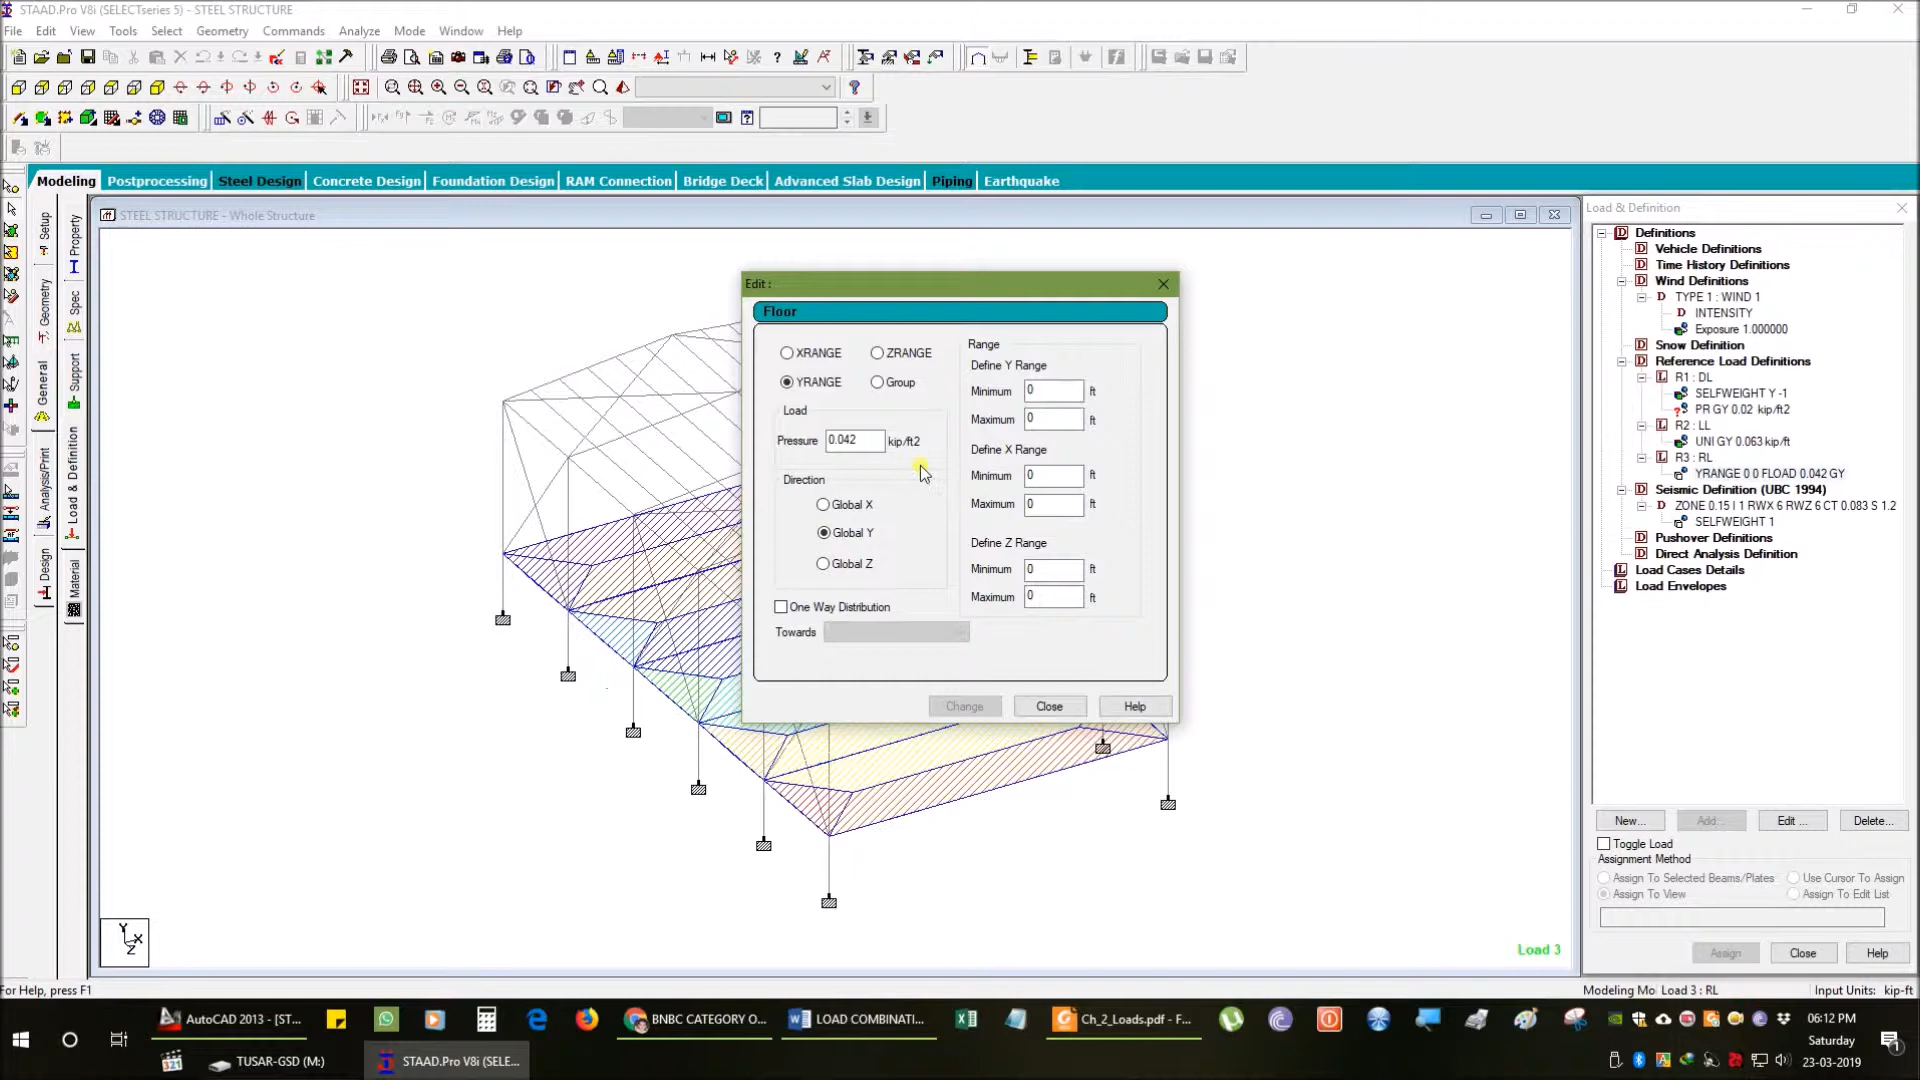 STAAD.Pro V8i (SELECTseries 5) - STEEL STRUCTURE
File Edit View Tools Select Geometry Commands Analyze Mode Window Help
Modeling Postprocessing Steel Design Concrete Design Foundation Design RAM Connection Bridge Deck Advanced Slab Design Piping Earthquake
Setup
Geometry
General
Analysis/Print
Design
Property
Spec
Support
Load & Definition
Material
STEEL STRUCTURE - Whole Structure
Edit :
Floor
XRANGE ZRANGE
YRANGE Group
Load
Pressure 0.042 kip/ft2
Direction
Global X
Global Y
Global Z
One Way Distribution
Towards
Range
Define Y Range
Minimum 0 ft
Maximum 0 ft
Define X Range
Minimum 0 ft
Maximum 0 ft
Define Z Range
Minimum 0 ft
Maximum 0 ft
Change Close Help
Y
X
Z
Load 3
Load & Definition
Definitions
Vehicle Definitions
Time History Definitions
Wind Definitions
TYPE 1 : WIND 1
INTENSITY
Exposure 1.000000
Snow Definition
Reference Load Definitions
R1 : DL
SELFWEIGHT Y -1
PR GY 0.02 kip/ft2
R2 : LL
UNI GY 0.063 kip/ft
R3 : RL
YRANGE 0 0 FLOAD 0.042 GY
Seismic Definition (UBC 1994)
ZONE 0.15 I 1 RWX 6 RWZ 6 CT 0.083 S 1.2
SELFWEIGHT 1
Pushover Definitions
Direct Analysis Definition
Load Cases Details
Load Envelopes
New... Add... Edit ... Delete...
Toggle Load
Assignment Method
Assign To Selected Beams/Plates Use Cursor To Assign
Assign To View Assign To Edit List
Assign Close Help
For Help, press F1
Modeling Mo Load 3 : RL Input Units: kip-ft
AutoCAD 2013 - [ST... BNBC CATEGORY O... LOAD COMBINATI... Ch_2_Loads.pdf - F...
06:12 PM
Saturday
23-03-2019
TUSAR-GSD (M:) STAAD.Pro V8i (SELE...